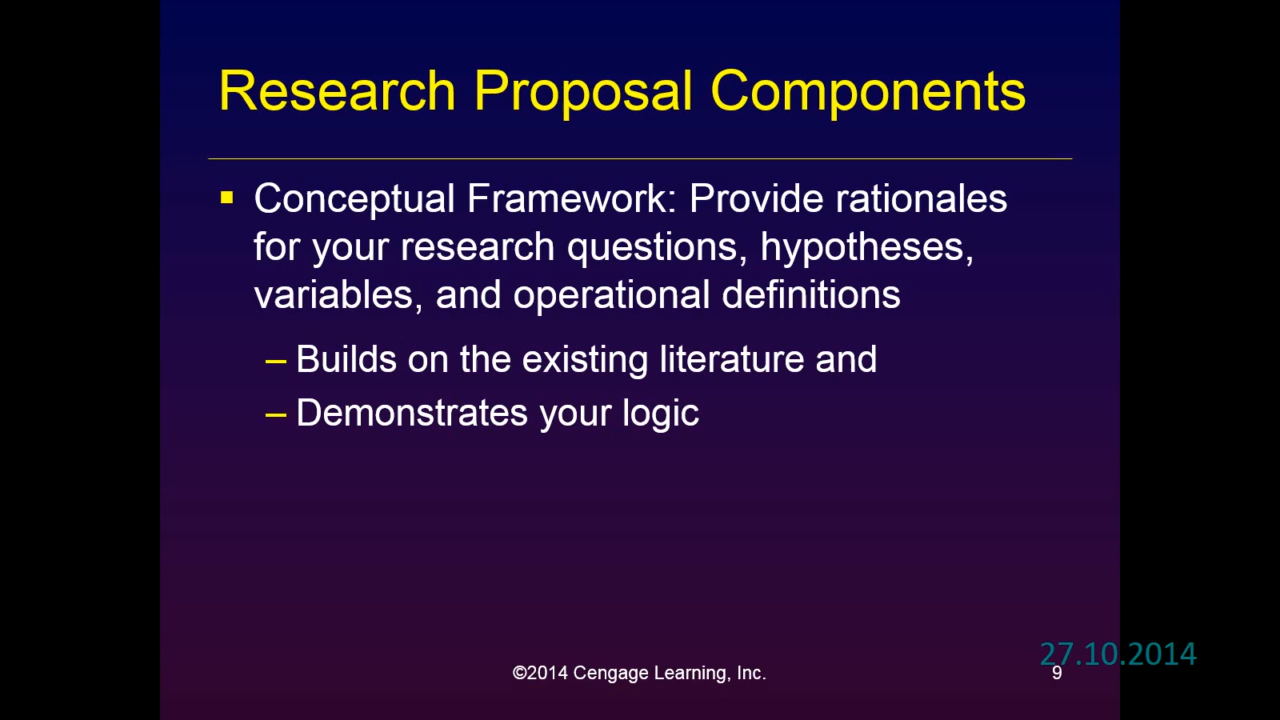 Research Proposal Components
▪ Conceptual Framework: Provide rationales
for your research questions, hypotheses,
variables, and operational definitions
– Builds on the existing literature and
– Demonstrates your logic
27.10.2014
©2014 Cengage Learning, Inc.
9